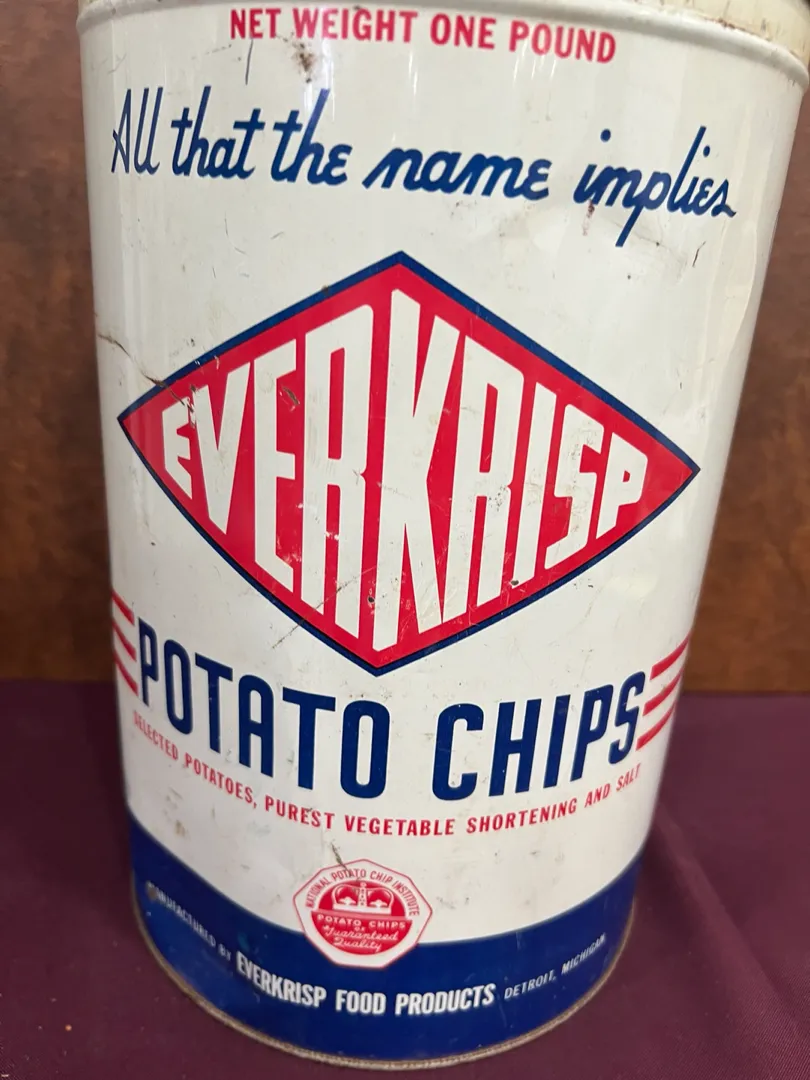 NET WEIGHT ONE POUND
All that the name implies
EVERKRISP
POTATO CHIPS
SELECTED POTATOES, PUREST VEGETABLE SHORTENING AND SALT
NATIONAL POTATO CHIP INSTITUTE
POTATO CHIPS
OF
Guaranteed
Quality
MANUFACTURED BY EVERKRISP FOOD PRODUCTS DETROIT, MICHIGAN